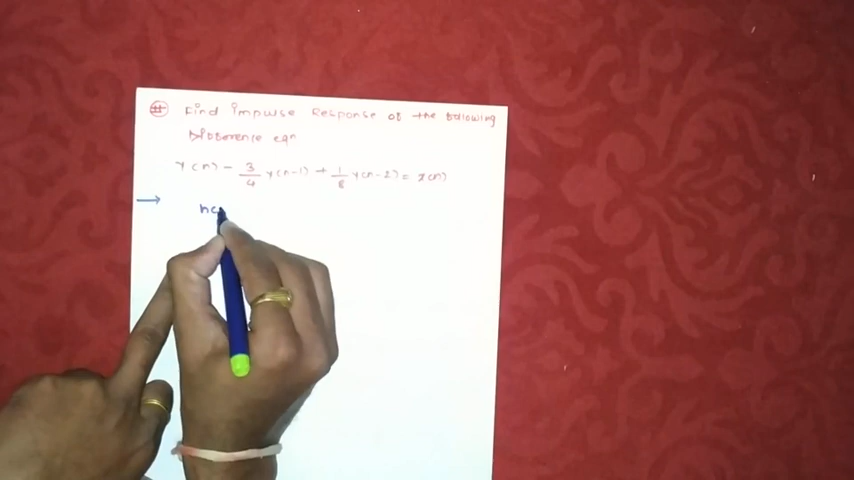 # Find Impulse Response of the following
Difference eqn
y(n) - 3/4 y(n-1) + 1/8 y(n-2) = x(n)
→ h(